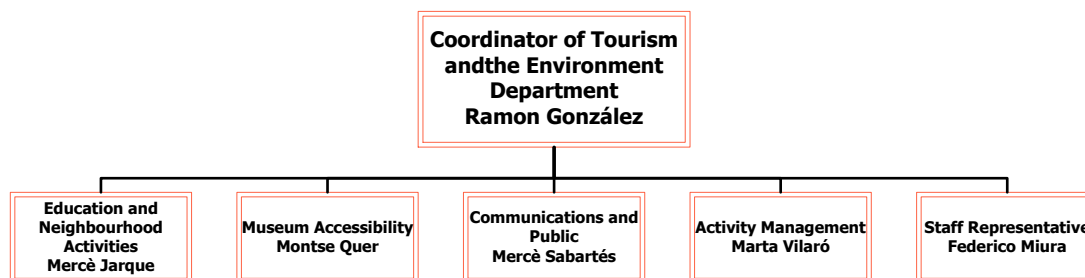 Coordinator of Tourism
andthe Environment
Department
Ramon González
Education and
Neighbourhood
Activities
Mercè Jarque
Museum Accessibility
Montse Quer
Communications and
Public
Mercè Sabartés
Activity Management
Marta Vilaró
Staff Representative
Federico Miura